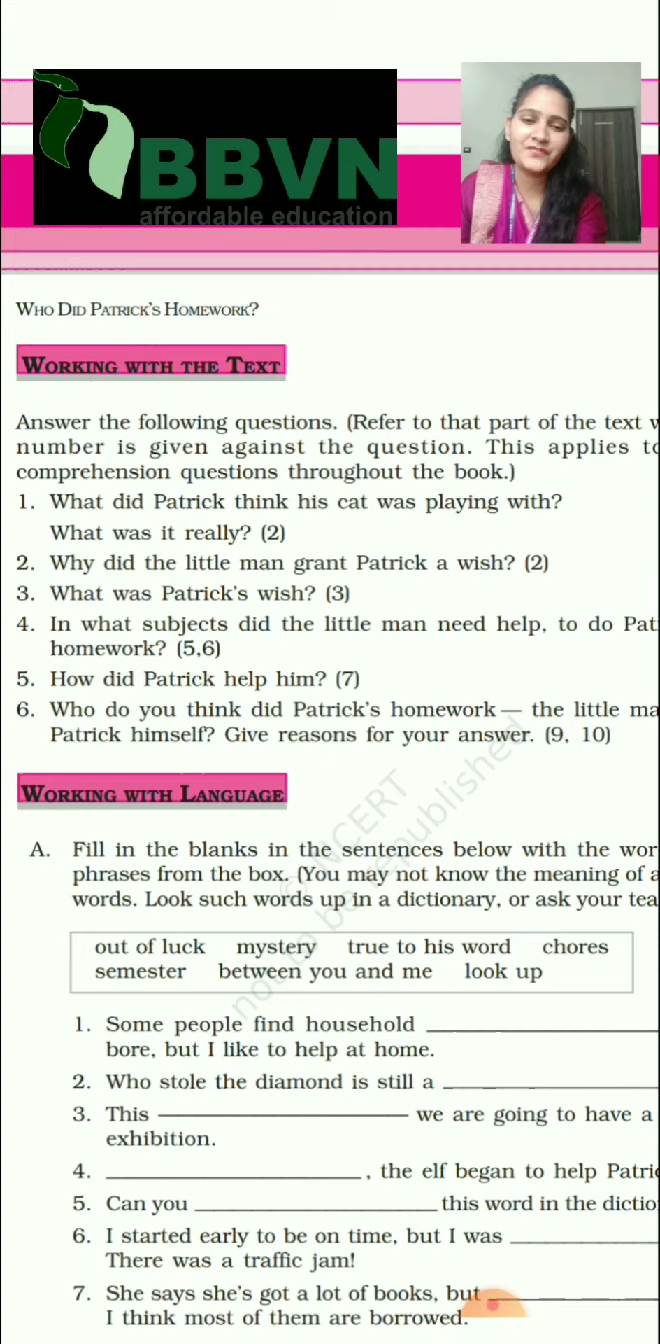 BBVN
affordable education
WHO DID PATRICK'S HOMEWORK?
WORKING WITH THE TEXT
Answer the following questions. (Refer to that part of the text
number is given against the question. This applies
comprehension questions throughout the book.)
1. What did Patrick think his cat was playing with?
What was it really? (2)
2. Why did the little man grant Patrick a wish? (2)
3. What was Patrick's wish? (3)
4. In what subjects did the little man need help, to do
homework? (5,6)
5. How did Patrick help him? (7)
6. Who do you think did Patrick's homework — the little
Patrick himself? Give reasons for your answer. (9, 10)
WORKING WITH LANGUAGE
A. Fill in the blanks in the sentences below with the
phrases from the box. (You may not know the meaning of
words. Look such words up in a dictionary, or ask your
out of luck mystery true to his word chores
semester between you and me look up
1. Some people find household ____
bore, but I like to help at home.
2. Who stole the diamond is still a ____
3. This ____ we are going to have a
exhibition.
4. ____, the elf began to help
5. Can you ____ this word in the
6. I started early to be on time, but I was ____
There was a traffic jam!
7. She says she's got a lot of books, but ____
I think most of them are borrowed.
© NCERT
not to be republished